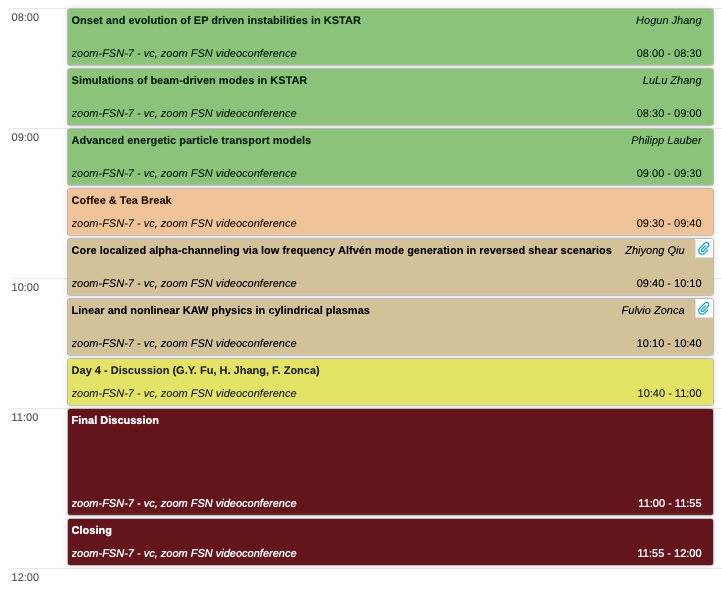 08:00
Onset and evolution of EP driven instabilities in KSTAR Hogun Jhang
zoom-FSN-7 - vc, zoom FSN videoconference 08:00 - 08:30
Simulations of beam-driven modes in KSTAR LuLu Zhang
zoom-FSN-7 - vc, zoom FSN videoconference 08:30 - 09:00
09:00
Advanced energetic particle transport models Philipp Lauber
zoom-FSN-7 - vc, zoom FSN videoconference 09:00 - 09:30
Coffee & Tea Break
zoom-FSN-7 - vc, zoom FSN videoconference 09:30 - 09:40
Core localized alpha-channeling via low frequency Alfvén mode generation in reversed shear scenarios Zhiyong Qiu
zoom-FSN-7 - vc, zoom FSN videoconference 09:40 - 10:10
10:00
Linear and nonlinear KAW physics in cylindrical plasmas Fulvio Zonca
zoom-FSN-7 - vc, zoom FSN videoconference 10:10 - 10:40
Day 4 - Discussion (G.Y. Fu, H. Jhang, F. Zonca)
zoom-FSN-7 - vc, zoom FSN videoconference 10:40 - 11:00
11:00
Final Discussion
zoom-FSN-7 - vc, zoom FSN videoconference 11:00 - 11:55
Closing
zoom-FSN-7 - vc, zoom FSN videoconference 11:55 - 12:00
12:00